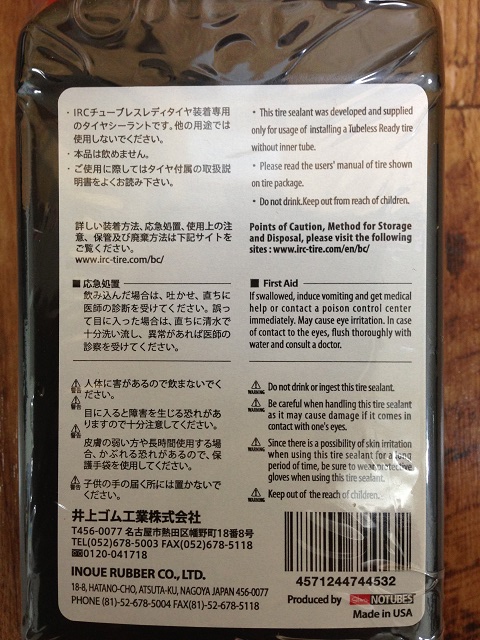 ・IRCチューブレスレディタイヤ装着専用
のタイヤシーラントです。他の用途では
使用しないでください。
・本品は飲めません。
・ご使用に際してはタイヤ付属の取扱説
明書をよくお読み下さい。
• This tire sealant was developed and supplied
only for usage of installing a Tubeless Ready tire
without inner tube.
• Please read the users' manual of tire shown
on tire package.
• Do not drink.Keep out from reach of children.
詳しい装着方法、応急処置、使用上の注
意、保管及び廃棄方法は下記サイトを
ご覧ください。
www.irc-tire.com/bc/
Points of Caution, Method for Storage
and Disposal, please visit the following
sites : www.irc-tire.com/en/bc/
■ 応急処置
飲み込んだ場合は、吐かせ、直ちに
医師の診断を受けてください。誤っ
て目に入った場合は、直ちに清水で
十分洗い流し、異常があれば医師の
診察を受けてください。
■ First Aid
If swallowed, induce vomiting and get medical
help or contact a poison control center
immediately. May cause eye irritation. In case
of contact to the eyes, flush thoroughly with
water and consult a doctor.
警告 人体に害があるので飲まないでく
ださい。
警告 目に入ると障害を生じる恐れがあ
りますので十分注意してください。
警告 皮膚の弱い方や長時間使用する場
合、かぶれる恐れがあるので、保
護手袋を使用してください。
警告 子供の手の届く所には置かないで
ください。
WARNING Do not drink or ingest this tire sealant.
WARNING Be careful when handling this tire sealant
as it may cause damage if it comes in
contact with one's eyes.
WARNING Since there is a possibility of skin irritation
when using this tire sealant for a long
period of time, be sure to wear protective
gloves when using this tire sealant.
WARNING Keep out of the reach of children.
井上ゴム工業株式会社
〒456-0077 名古屋市熱田区幡野町18番8号
TEL(052)678-5003 FAX(052)678-5118
0120-041718
INOUE RUBBER CO., LTD.
18-8, HATANO-CHO, ATSUTA-KU, NAGOYA JAPAN 456-0077
PHONE (81)-52-678-5004 FAX(81)-52-678-5118
4571244744532
Produced by NOTUBES
Made in USA